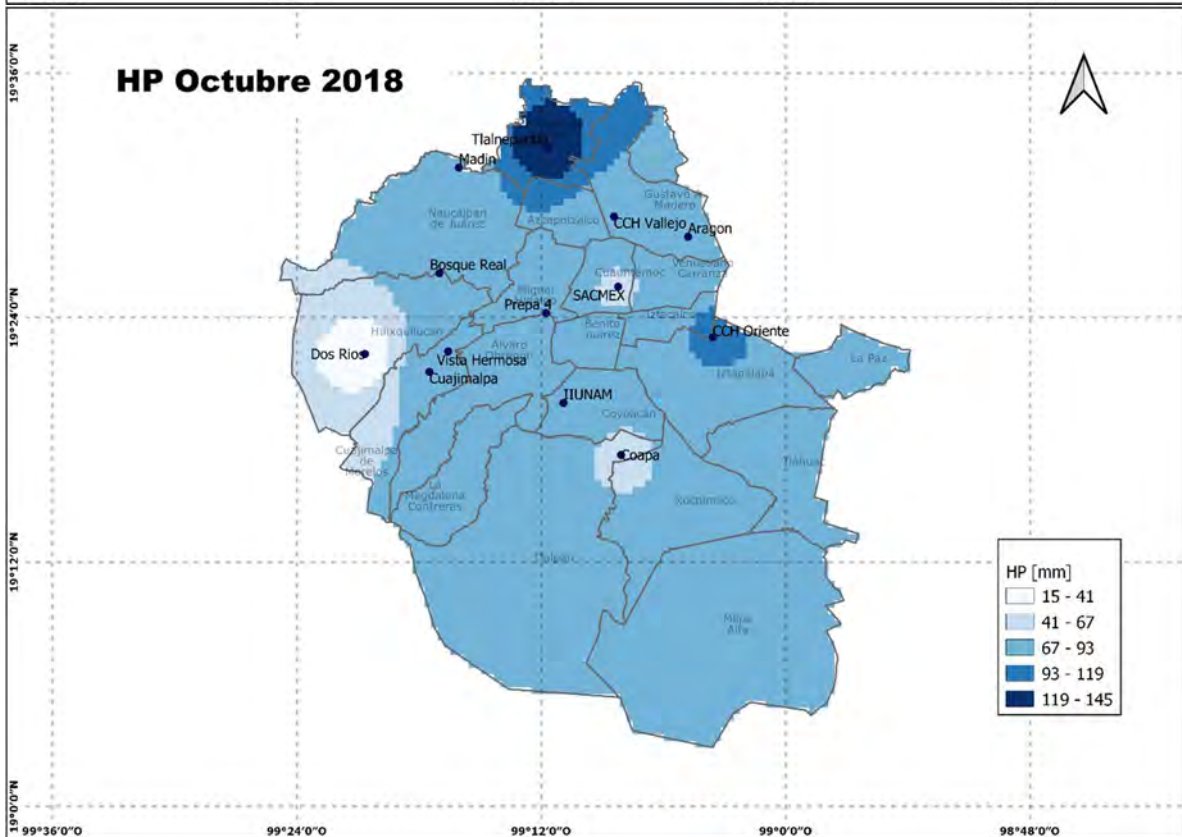 HP Octubre 2018
19°36'0"N
Tlalnepantla
Madin
Gustavo A.
Madero
Naucalpan
de Juárez
Azcapotzalco
CCH Vallejo
Aragon
Bosque Real
Cuauhtémoc
Venustiano
Carranza
Miguel
Hidalgo
SACMEX
Prepa 4
19°24'0"N
Iztacalco
Benito
Juárez
CCH Oriente
Huixquilucan
Álvaro
Obregón
Dos Rios
Vista Hermosa
La Paz
Cuajimalpa
Iztapalapa
IIUNAM
Coyoacán
Cuajimalpa
de
Morelos
Coapa
Tláhuac
La
Magdalena
Contreras
Xochimilco
19°12'0"N
Tlalpan
Milpa
Alta
HP [mm]
15 - 41
41 - 67
67 - 93
93 - 119
119 - 145
19°0'0"N
99°36'0"O
99°24'0"O
99°12'0"O
99°0'0"O
98°48'0"O